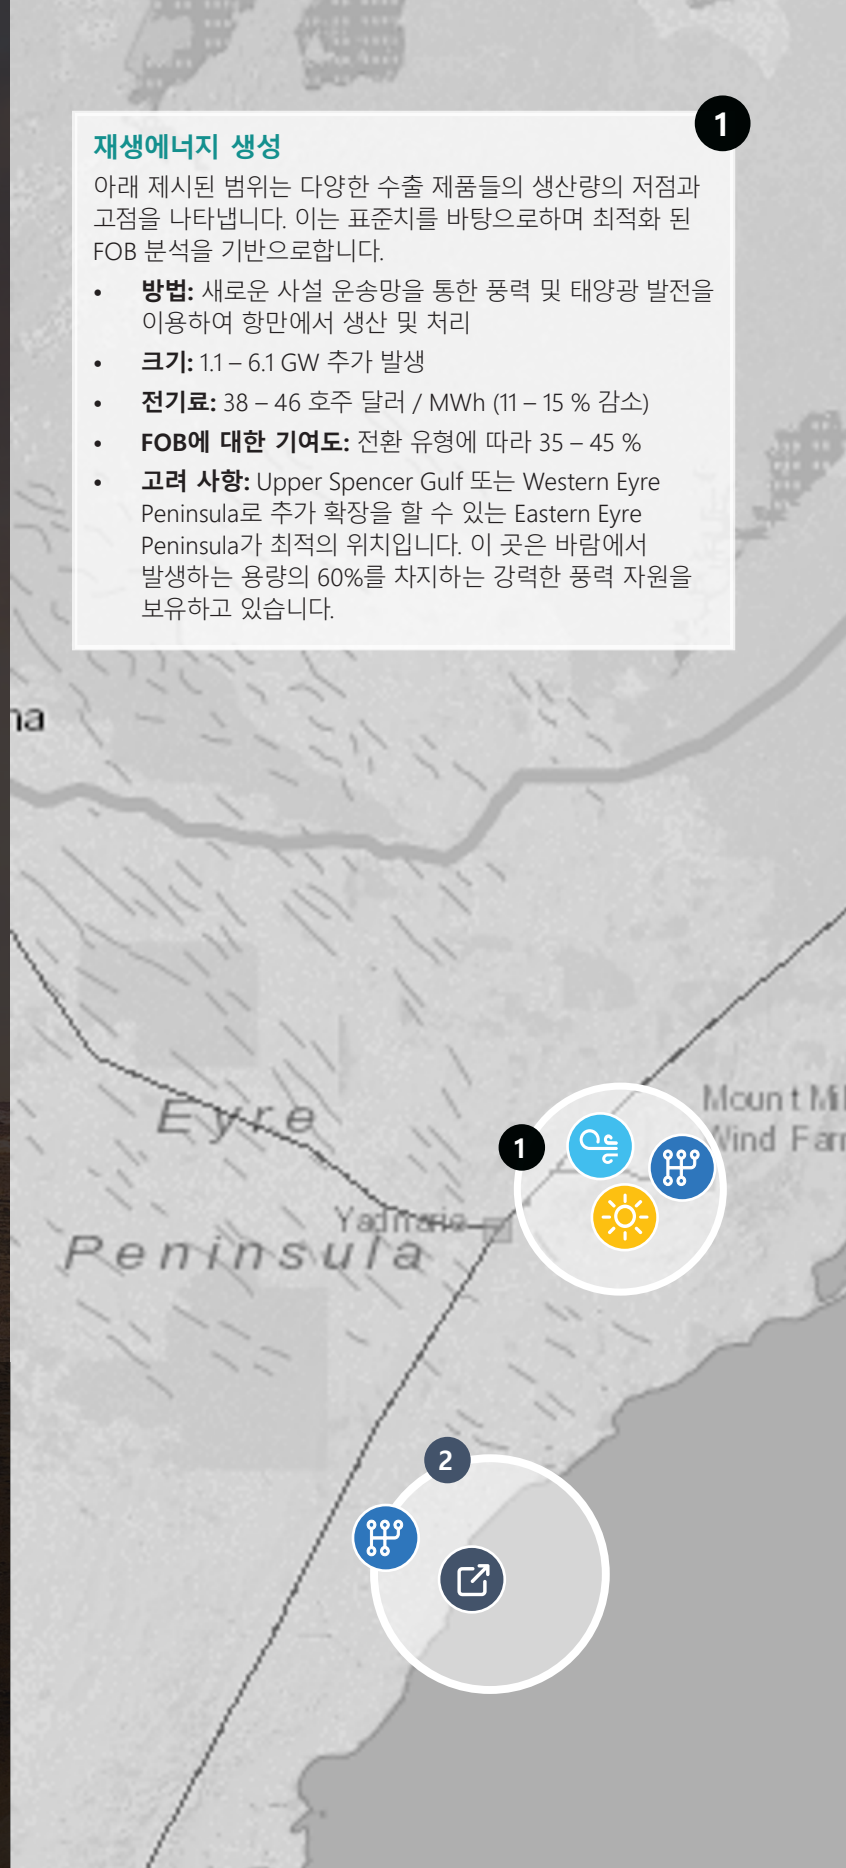 1
재생에너지 생성
아래 제시된 범위는 다양한 수출 제품들의 생산량의 저점과
고점을 나타냅니다. 이는 표준치를 바탕으로하며 최적화 된
FOB 분석을 기반으로합니다.
• 방법: 새로운 사설 운송망을 통한 풍력 및 태양광 발전을
이용하여 항만에서 생산 및 처리
• 크기: 1.1 – 6.1 GW 추가 발생
• 전기료: 38 – 46 호주 달러 / MWh (11 – 15 % 감소)
• FOB에 대한 기여도: 전환 유형에 따라 35 – 45 %
• 고려 사항: Upper Spencer Gulf 또는 Western Eyre
Peninsula로 추가 확장을 할 수 있는 Eastern Eyre
Peninsula가 최적의 위치입니다. 이 곳은 바람에서
발생하는 용량의 60%를 차지하는 강력한 풍력 자원을
보유하고 있습니다.
na
Mount Mil
Wind Far
Eyre
1
Peninsula
2